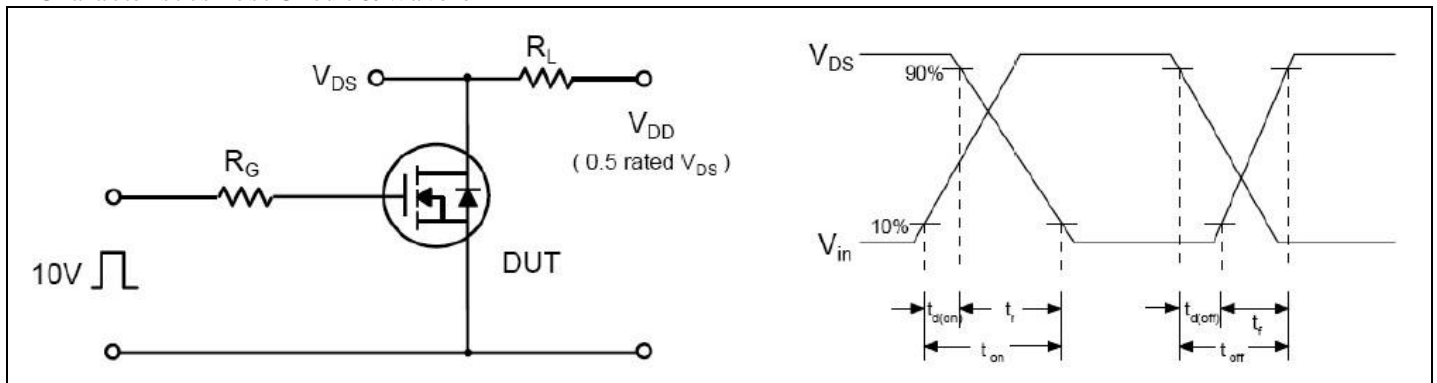 V_DS
R_L
V_DD
( 0.5 rated V_DS )
R_G
10V
DUT
V_DS
90%
10%
V_in
t_d(on)
t_r
t_on
t_d(off)
t_f
t_off